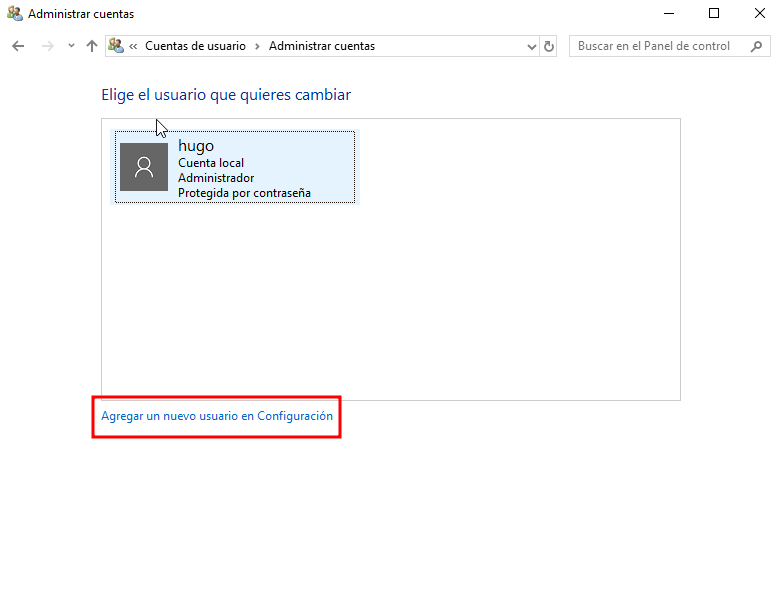 Administrar cuentas
« Cuentas de usuario > Administrar cuentas
Buscar en el Panel de control
Elige el usuario que quieres cambiar
hugo
Cuenta local
Administrador
Protegida por contraseña
Agregar un nuevo usuario en Configuración